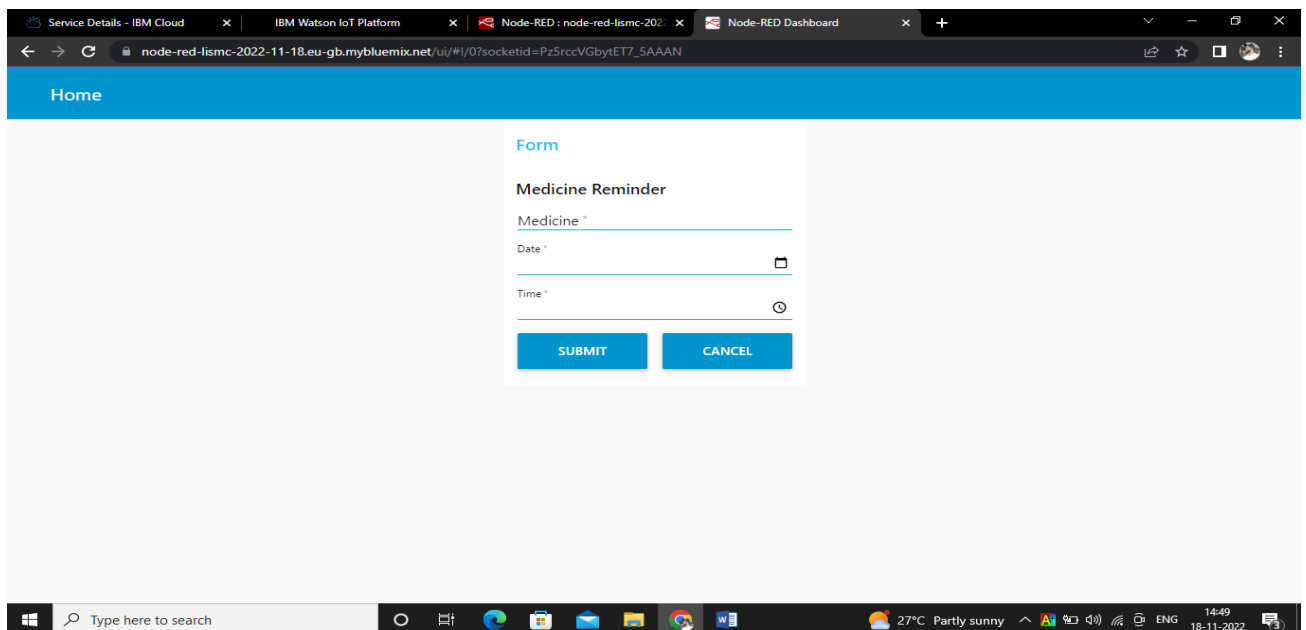 Service Details - IBM Cloud
IBM Watson IoT Platform
Node-RED : node-red-lismc-202
Node-RED Dashboard
node-red-lismc-2022-11-18.eu-gb.mybluemix.net/ui/#!/0?socketid=Pz5rccVGbytET7_5AAAN
Home
Form
Medicine Reminder
Medicine *
Date *
Time *
SUBMIT CANCEL
Type here to search
27°C Partly sunny
ENG
14:49
18-11-2022